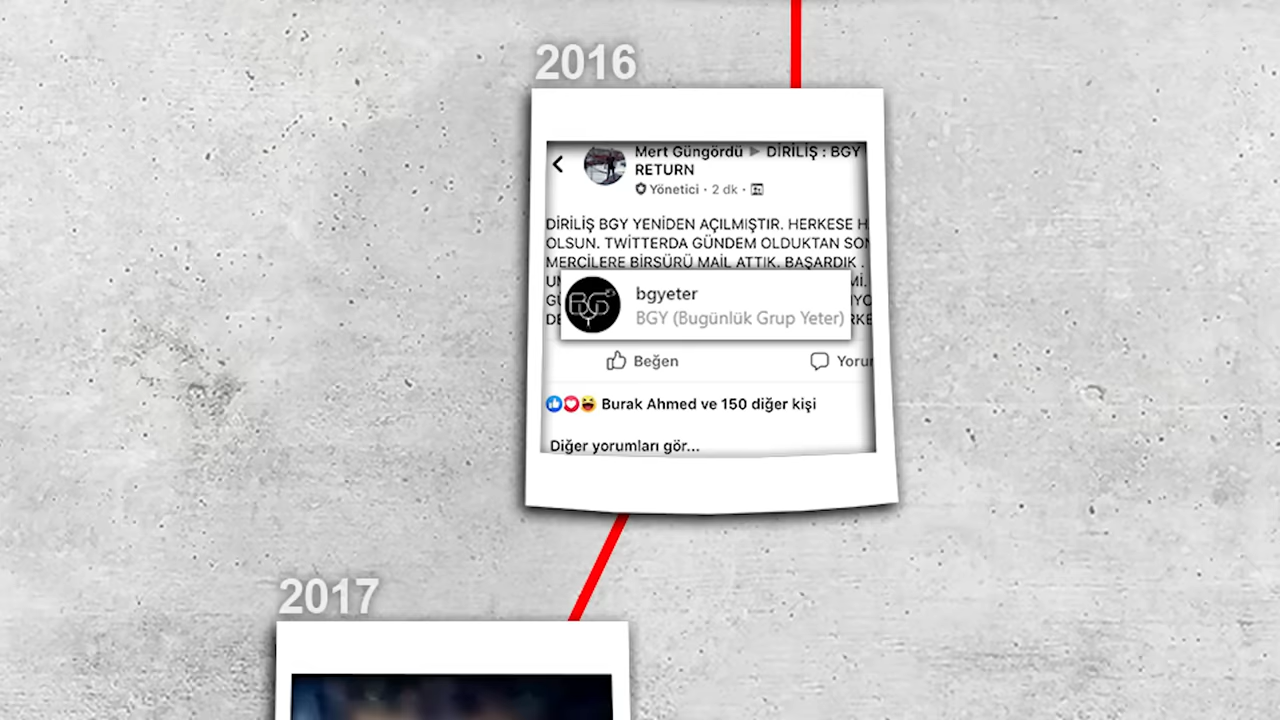 2016
Mert Güngördü ▸ DİRİLİŞ : BGY
RETURN
Yönetici · 2 dk ·
DİRİLİŞ BGY YENİDEN AÇILMIŞTIR. HERKESE H
OLSUN. TWİTTERDA GÜNDEM OLDUKTAN SON
MERCİLERE BİRSÜRÜ MAİL ATTIK. BAŞARDIK .
bgyeter
BGY (Bugünlük Grup Yeter)
Beğen
Yorur
Burak Ahmed ve 150 diğer kişi
Diğer yorumları gör...
2017